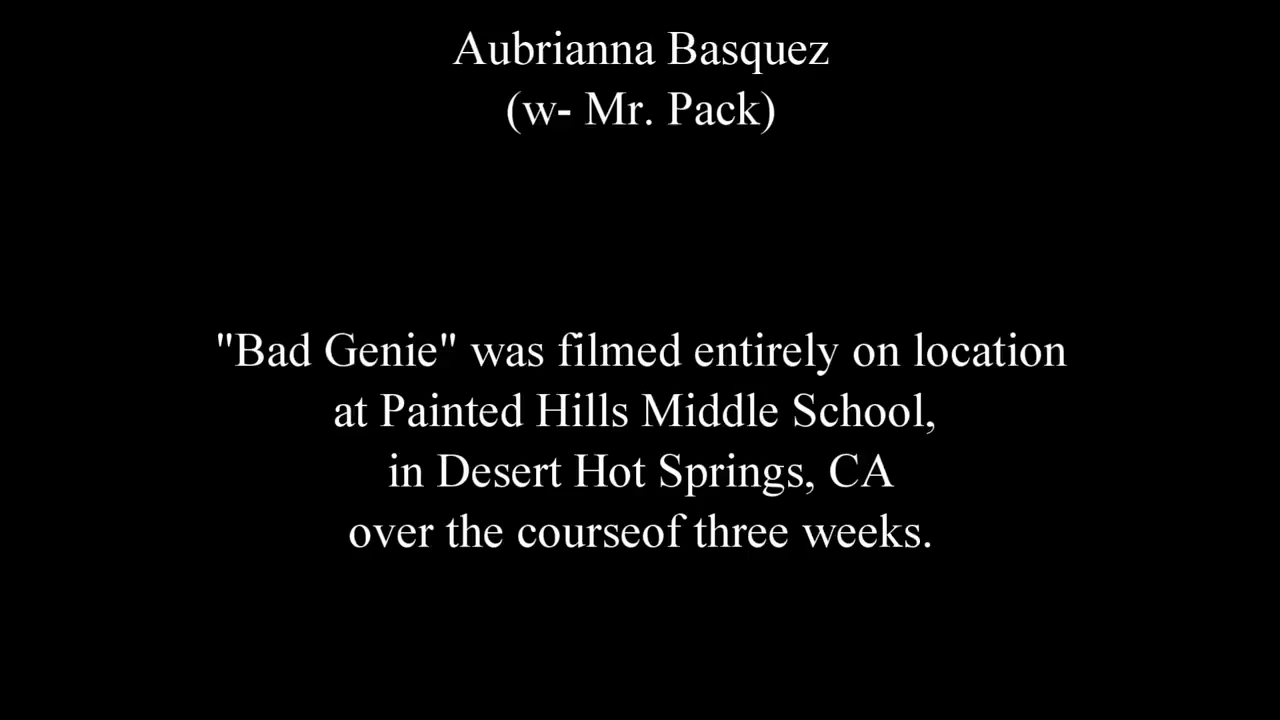 Aubrianna Basquez
(w- Mr. Pack)
"Bad Genie" was filmed entirely on location
at Painted Hills Middle School,
in Desert Hot Springs, CA
over the courseof three weeks.